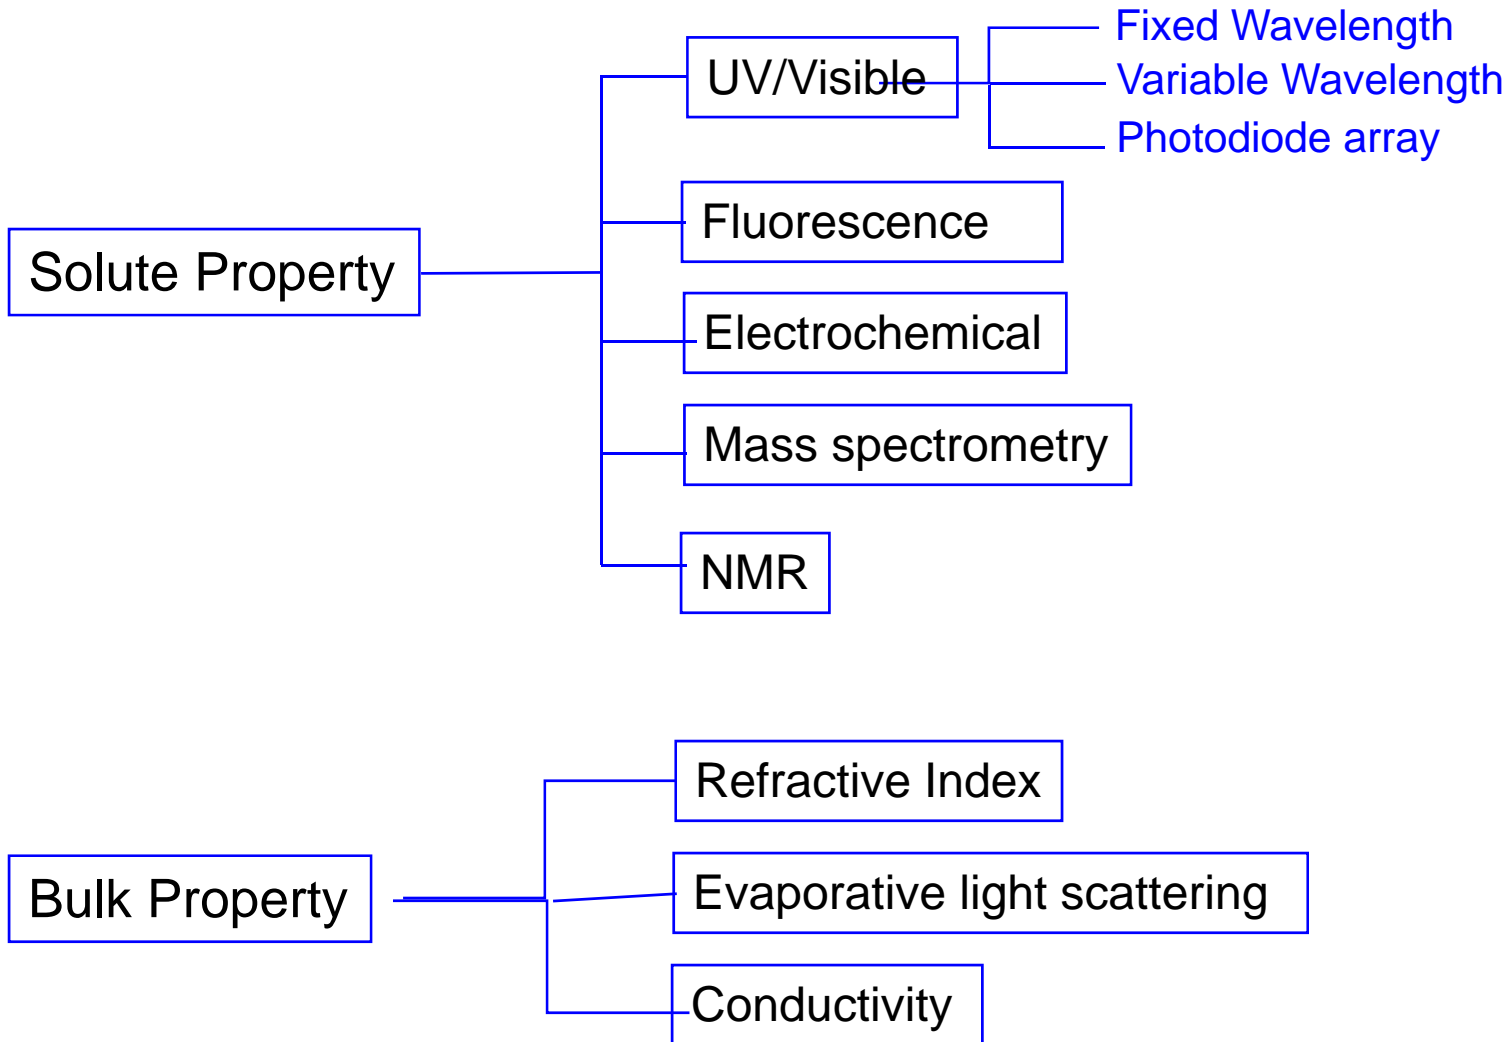 Solute Property
UV/Visible
Fixed Wavelength
Variable Wavelength
Photodiode array
Fluorescence
Electrochemical
Mass spectrometry
NMR
Bulk Property
Refractive Index
Evaporative light scattering
Conductivity